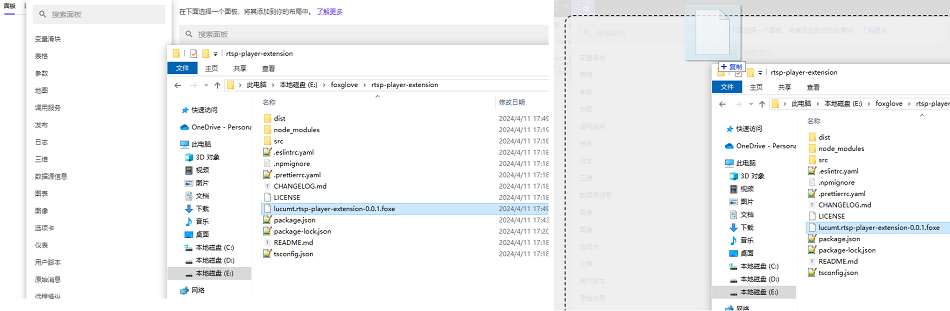 面板
搜索面板
变量滑块
表格
参数
地图
调用服务
发布
日志
三维
数据源信息
图表
图像
选项卡
仪表
用户脚本
原始消息
在下面选择一个面板，将其添加到你的布局中。 了解更多
搜索面板
rtsp-player-extension
文件 主页 共享 查看
此电脑 本地磁盘 (E:) foxglove rtsp-player-extension
快速访问
OneDrive - Persona
此电脑
3D 对象
视频
图片
文档
下载
音乐
桌面
本地磁盘 (C:)
本地磁盘 (D:)
本地磁盘 (E:)
网络
名称 修改日期
dist 2024/4/11 17:49
node_modules 2024/4/11 17:19
src 2024/4/11 17:18
.eslintrc.yaml 2024/4/11 17:18
.npmignore 2024/4/11 17:18
.prettierrc.yaml 2024/4/11 17:18
CHANGELOG.md 2024/4/11 17:18
LICENSE 2024/4/11 17:18
lucumt.rtsp-player-extension-0.0.1.foxe 2024/4/11 17:49
package.json 2024/4/11 17:43
package-lock.json 2024/4/11 17:20
README.md 2024/4/11 17:18
tsconfig.json 2024/4/11 17:18
复制
rtsp-player-extension
文件 主页 共享 查看
此电脑 本地磁盘 (E:) foxglove rtsp-playe
快速访问
OneDrive - Persona
此电脑
3D 对象
视频
图片
文档
下载
音乐
桌面
本地磁盘 (C:)
本地磁盘 (D:)
本地磁盘 (E:)
网络
名称
dist
node_modules
src
.eslintrc.yaml
.npmignore
.prettierrc.yaml
CHANGELOG.md
LICENSE
lucumt.rtsp-player-extension-0.0.1.foxe
package.json
package-lock.json
README.md
tsconfig.json